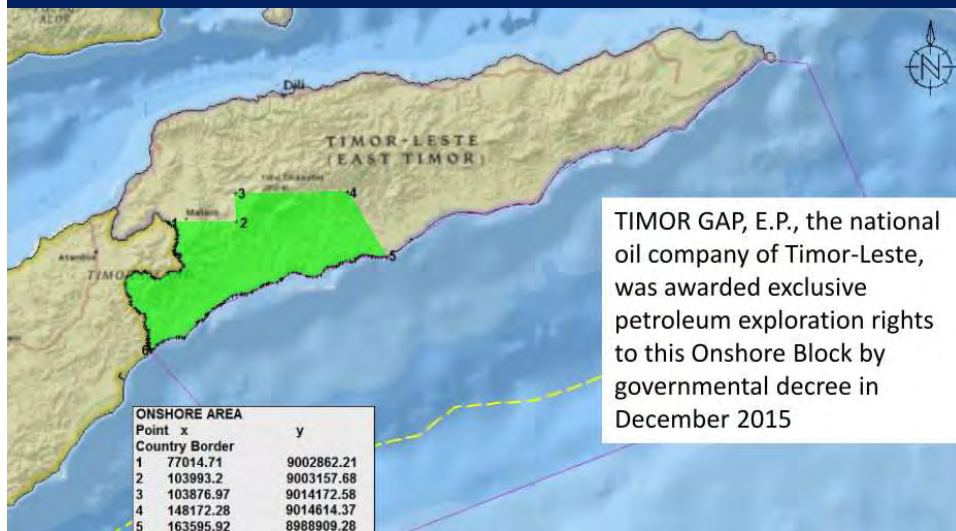 ALOR
Dili
TIMOR-LESTE
(EAST TIMOR)
3
4
1
2
Maliana
Atambua
5
6
N
TIMOR GAP, E.P., the national
oil company of Timor-Leste,
was awarded exclusive
petroleum exploration rights
to this Onshore Block by
governmental decree in
December 2015
ONSHORE AREA
Point x y
Country Border
1 77014.71 9002862.21
2 103993.2 9003157.68
3 103876.97 9014172.58
4 148172.28 9014614.37
5 163595.92 8988909.28